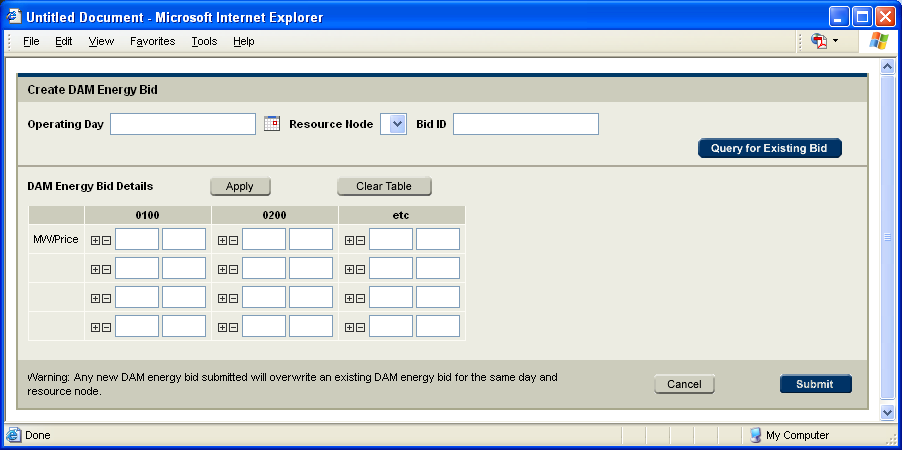 Untitled Document - Microsoft Internet Explorer
File Edit View Favorites Tools Help
Create DAM Energy Bid
Operating Day Resource Node Bid ID
Query for Existing Bid
DAM Energy Bid Details Apply Clear Table
0100 0200 etc
MW/Price
Warning: Any new DAM energy bid submitted will overwrite an existing DAM energy bid for the same day and
resource node.
Cancel Submit
Done My Computer